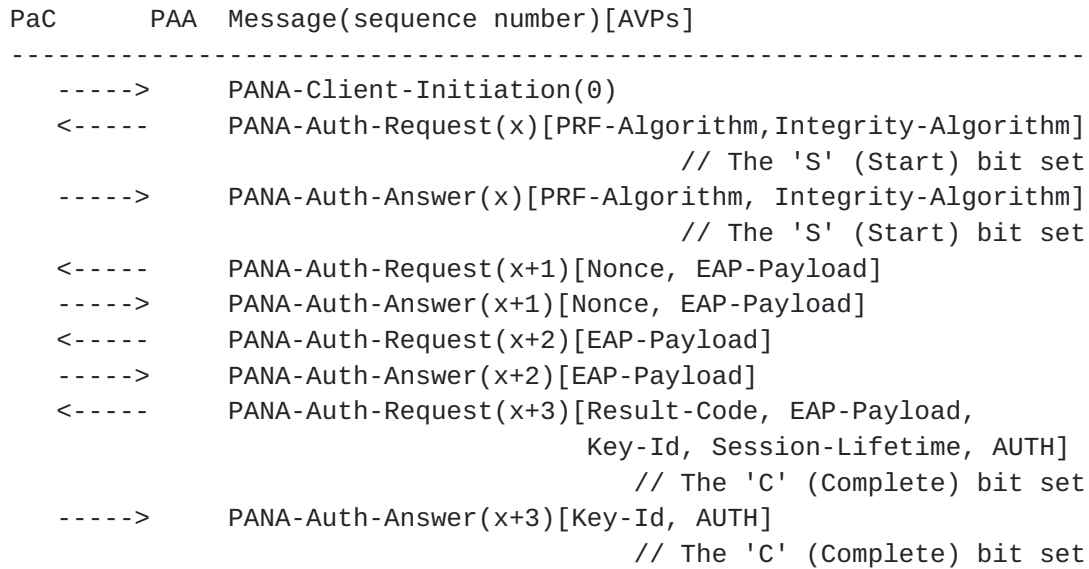 PaC      PAA  Message(sequence number)[AVPs]
---------------------------------------------------------------------
   ----->     PANA-Client-Initiation(0)
   <-----     PANA-Auth-Request(x)[PRF-Algorithm,Integrity-Algorithm]
                                           // The 'S' (Start) bit set
   ----->     PANA-Auth-Answer(x)[PRF-Algorithm, Integrity-Algorithm]
                                           // The 'S' (Start) bit set
   <-----     PANA-Auth-Request(x+1)[Nonce, EAP-Payload]
   ----->     PANA-Auth-Answer(x+1)[Nonce, EAP-Payload]
   <-----     PANA-Auth-Request(x+2)[EAP-Payload]
   ----->     PANA-Auth-Answer(x+2)[EAP-Payload]
   <-----     PANA-Auth-Request(x+3)[Result-Code, EAP-Payload,
                                     Key-Id, Session-Lifetime, AUTH]
                                        // The 'C' (Complete) bit set
   ----->     PANA-Auth-Answer(x+3)[Key-Id, AUTH]
                                        // The 'C' (Complete) bit set